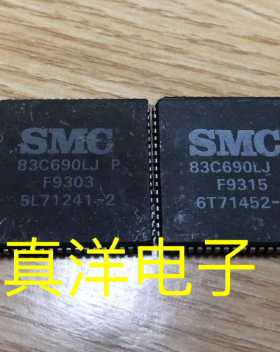 SMC
83C690LJ P
F9303
5L71241-2
SMC
83C690LJ
F9315
6T71452-
真洋电子